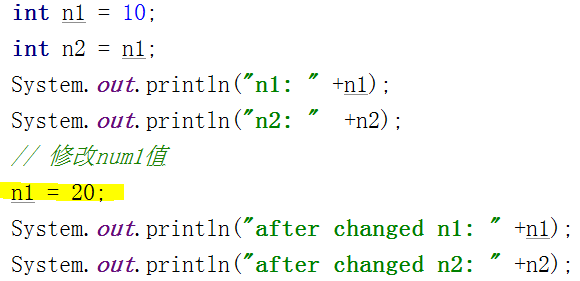 int n1 = 10;
int n2 = n1;
System.out.println("n1: " +n1);
System.out.println("n2: "  +n2);
// 修改num1值
n1 = 20;
System.out.println("after changed n1: " +n1);
System.out.println("after changed n2: " +n2);